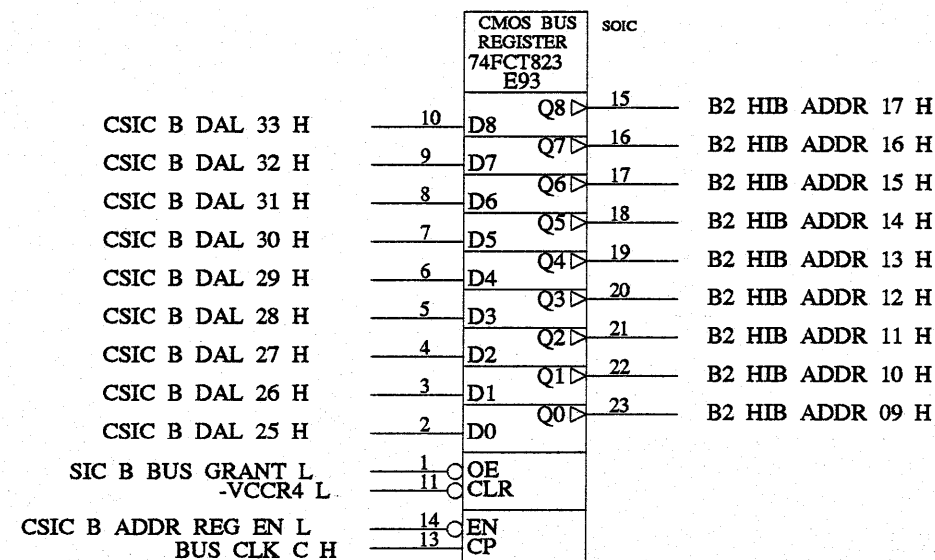 CMOS BUS SOIC
REGISTER
74FCT823
E93
Q8 15 B2 HIB ADDR 17 H
CSIC B DAL 33 H 10 D8
Q7 16 B2 HIB ADDR 16 H
CSIC B DAL 32 H 9 D7
Q6 17 B2 HIB ADDR 15 H
CSIC B DAL 31 H 8 D6
Q5 18 B2 HIB ADDR 14 H
CSIC B DAL 30 H 7 D5
Q4 19 B2 HIB ADDR 13 H
CSIC B DAL 29 H 6 D4
Q3 20 B2 HIB ADDR 12 H
CSIC B DAL 28 H 5 D3
Q2 21 B2 HIB ADDR 11 H
CSIC B DAL 27 H 4 D2
Q1 22 B2 HIB ADDR 10 H
CSIC B DAL 26 H 3 D1
Q0 23 B2 HIB ADDR 09 H
CSIC B DAL 25 H 2 D0
SIC B BUS GRANT L 1 OE
-VCCR4 L 11 CLR
CSIC B ADDR REG EN L 14 EN
BUS CLK C H 13 CP